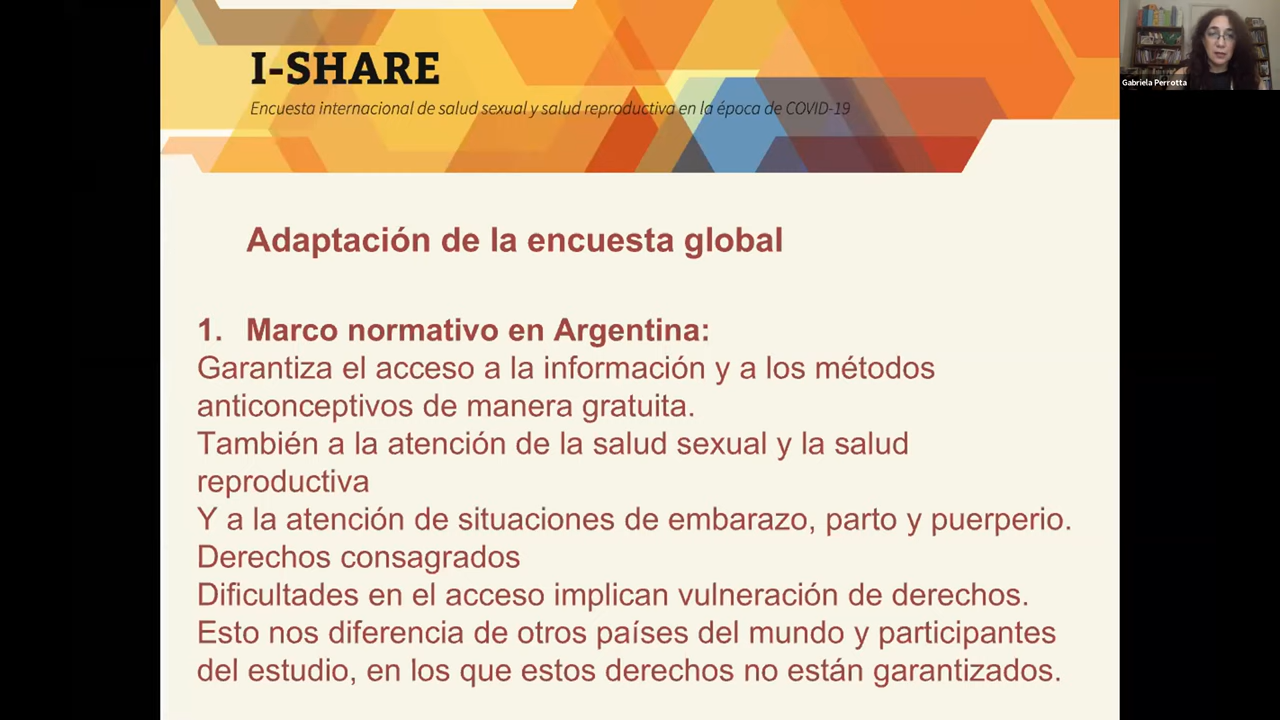 I-SHARE
Encuesta internacional de salud sexual y salud reproductiva en la época de COVID-19
Gabriela Perrotta
Adaptación de la encuesta global
1. Marco normativo en Argentina:
Garantiza el acceso a la información y a los métodos
anticonceptivos de manera gratuita.
También a la atención de la salud sexual y la salud
reproductiva
Y a la atención de situaciones de embarazo, parto y puerperio.
Derechos consagrados
Dificultades en el acceso implican vulneración de derechos.
Esto nos diferencia de otros países del mundo y participantes
del estudio, en los que estos derechos no están garantizados.